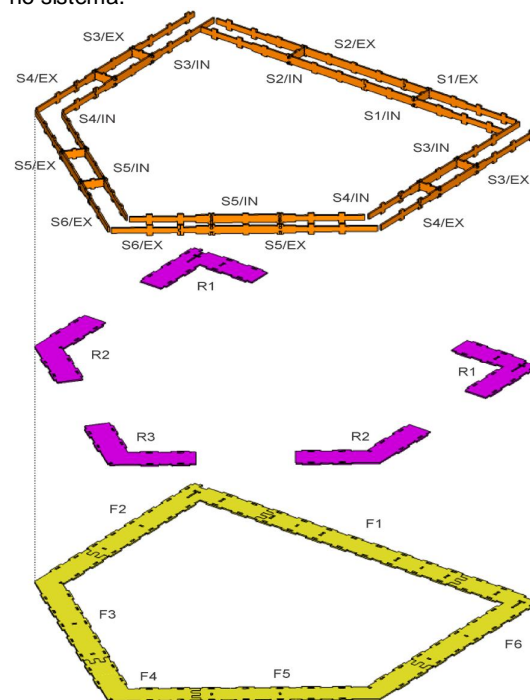 no sistema.
S3/EX
S2/EX
S4/EX
S3/IN
S2/IN
S1/EX
S4/IN
S1/IN
S3/IN
S5/EX
S5/IN
S3/EX
S5/IN
S4/IN
S6/EX
S4/EX
S6/EX
S5/EX
R1
R2
R1
R3
R2
F2
F1
F3
F6
F4
F5